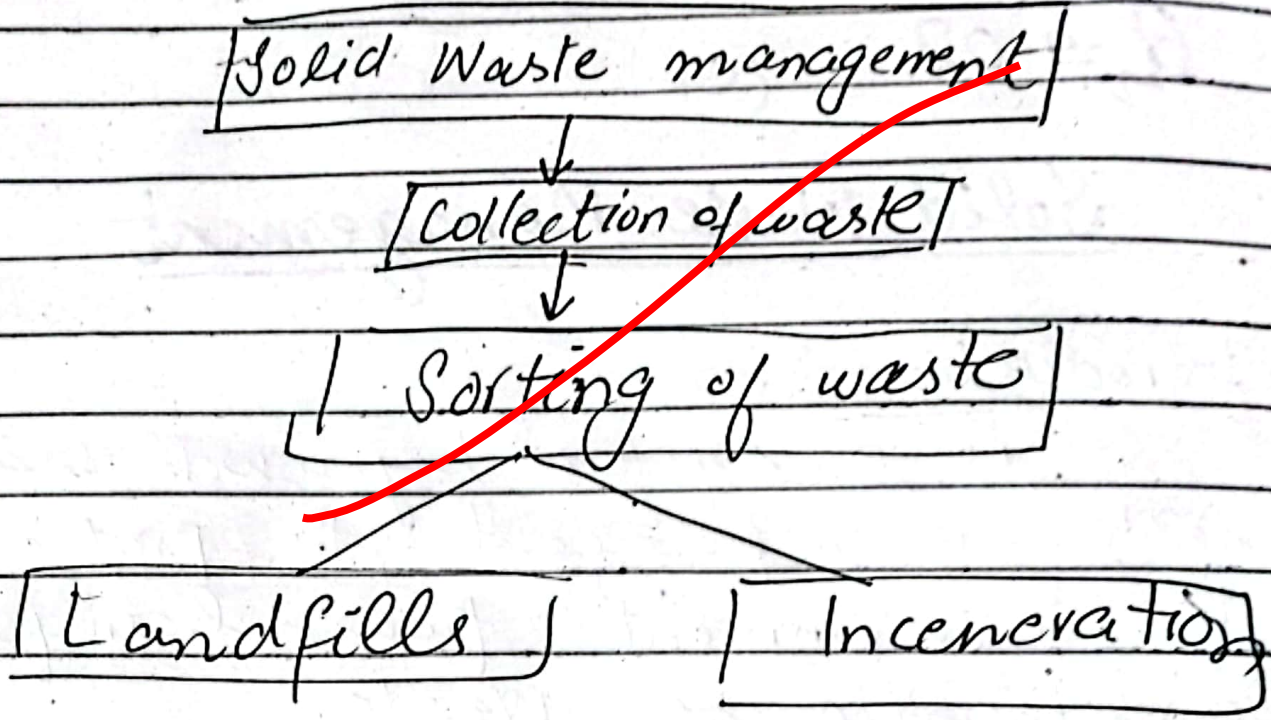 Solid Waste management
Collection of waste
Sorting of waste
Landfills Inceneration